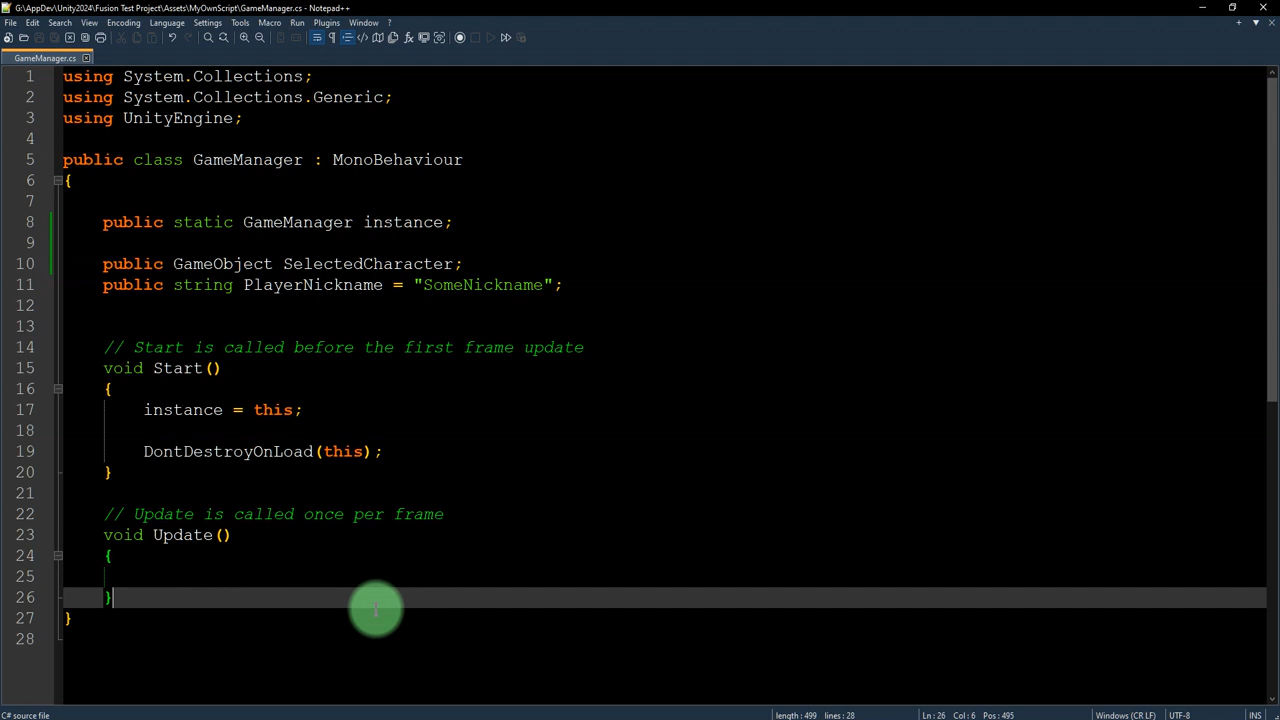 G:\AppDev\Unity2024\Fusion Test Project\Assets\MyOwnScript\GameManager.cs - Notepad++
File Edit Search View Encoding Language Settings Tools Macro Run Plugins Window ?
GameManager.cs
1 using System.Collections;
2 using System.Collections.Generic;
3 using UnityEngine;
4
5 public class GameManager : MonoBehaviour
6 {
7
8 public static GameManager instance;
9
10 public GameObject SelectedCharacter;
11 public string PlayerNickname = "SomeNickname";
12
13
14 // Start is called before the first frame update
15 void Start()
16 {
17 instance = this;
18
19 DontDestroyOnLoad(this);
20 }
21
22 // Update is called once per frame
23 void Update()
24 {
25
26 }
27 }
28
C# source file length : 499 lines : 28 Ln : 26 Col : 6 Pos : 495 Windows (CR LF) UTF-8 INS